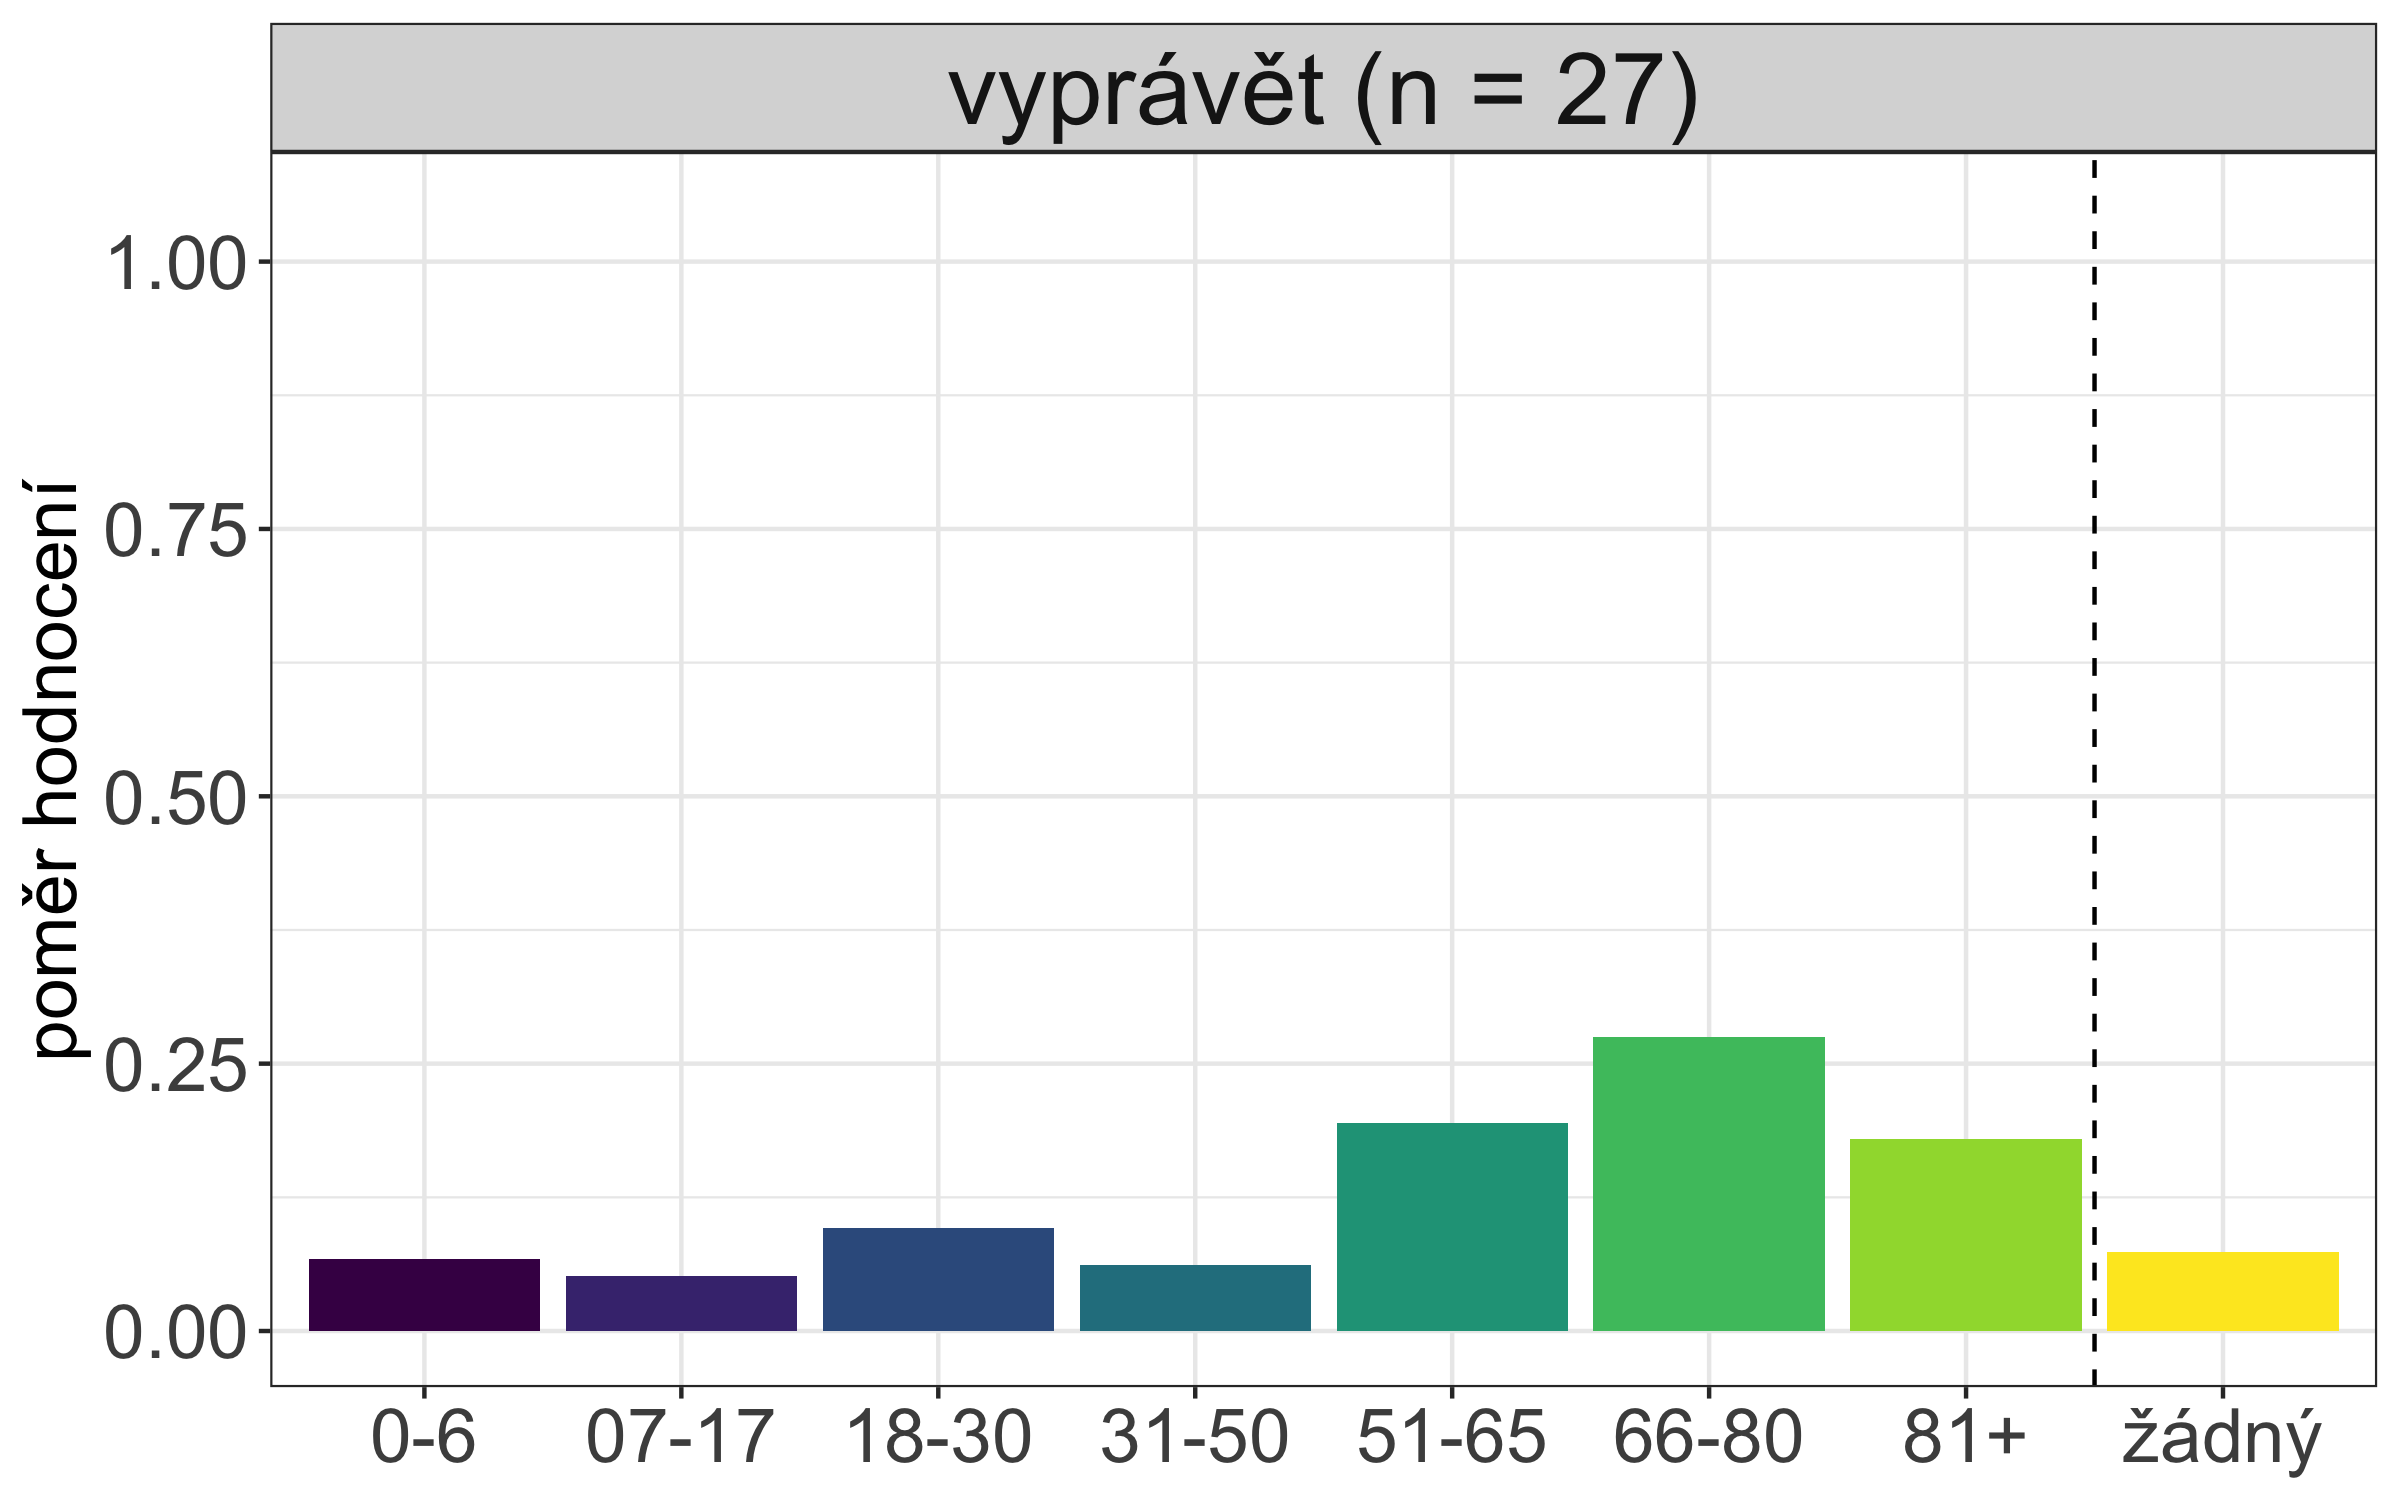 vyprávět (n = 27)
poměr hodnocení
1.00
0.75
0.50
0.25
0.00
0-6 07-17 18-30 31-50 51-65 66-80 81+ žádný